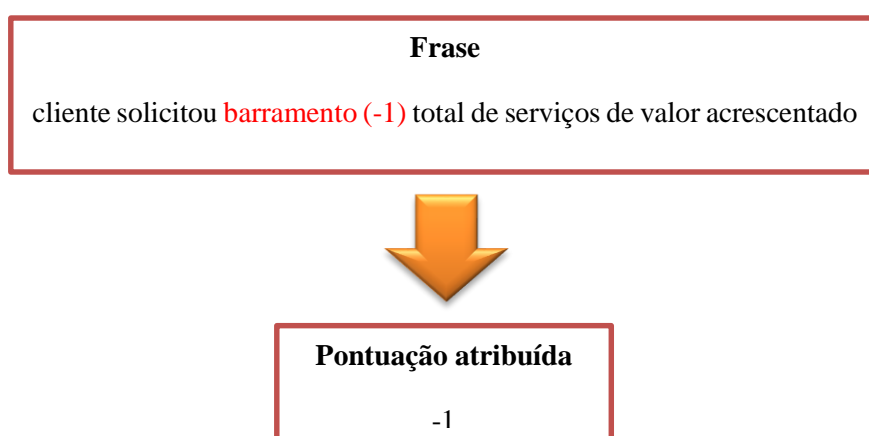 Frase
cliente solicitou barramento (-1) total de serviços de valor acrescentado
Pontuação atribuída
-1